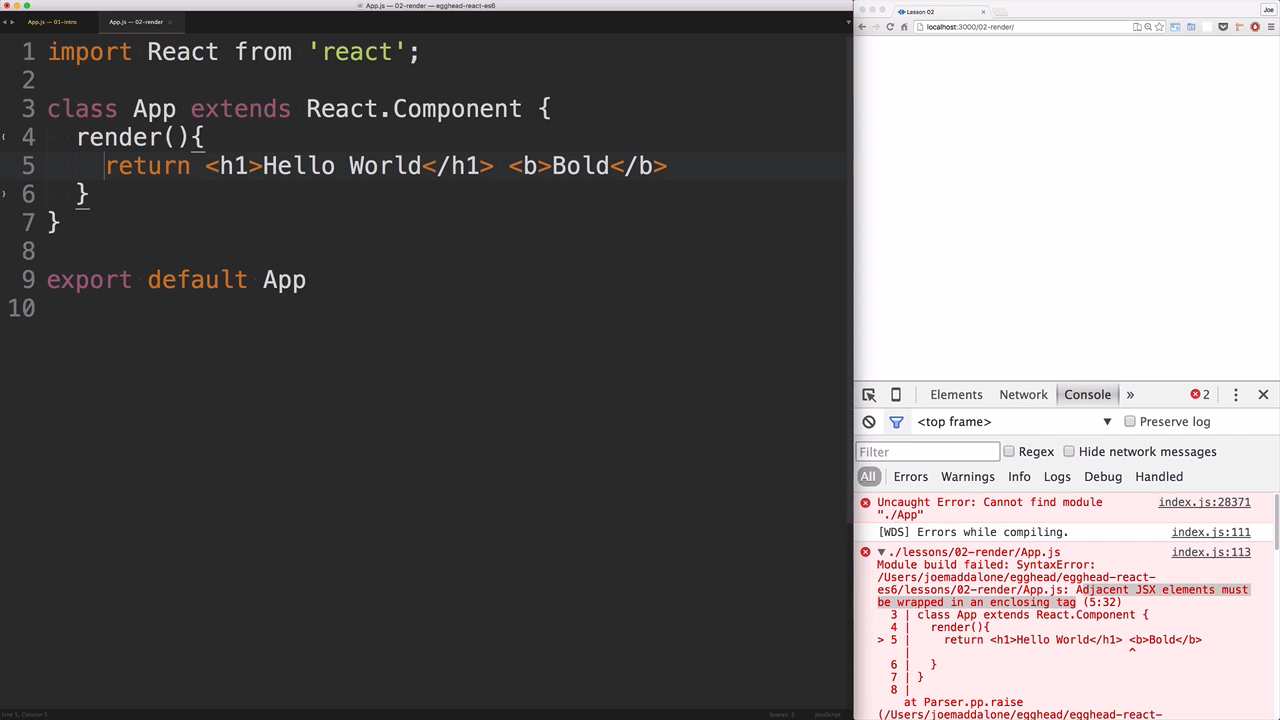 App.js — 02-render — egghead-react-es6
App.js — 01-intro
App.js — 02-render
1 import React from 'react';
2
3 class App extends React.Component {
4 render(){
5 return <h1>Hello World</h1> <b>Bold</b>
6 }
7 }
8
9 export default App
10
Line 5, Column 5
Spaces: 2
JavaScript
Lesson 02
Joe
localhost:3000/02-render/
Elements Network Console » 2
<top frame> Preserve log
Filter Regex Hide network messages
All Errors Warnings Info Logs Debug Handled
Uncaught Error: Cannot find module index.js:28371
"./App"
[WDS] Errors while compiling. index.js:111
./lessons/02-render/App.js index.js:113
Module build failed: SyntaxError:
/Users/joemaddalone/egghead/egghead-react-
es6/lessons/02-render/App.js: Adjacent JSX elements must
be wrapped in an enclosing tag (5:32)
3 | class App extends React.Component {
4 | render(){
> 5 | return <h1>Hello World</h1> <b>Bold</b>
| ^
6 | }
7 | }
8 |
at Parser.pp.raise
(/Users/joemaddalone/egghead/egghead-react-